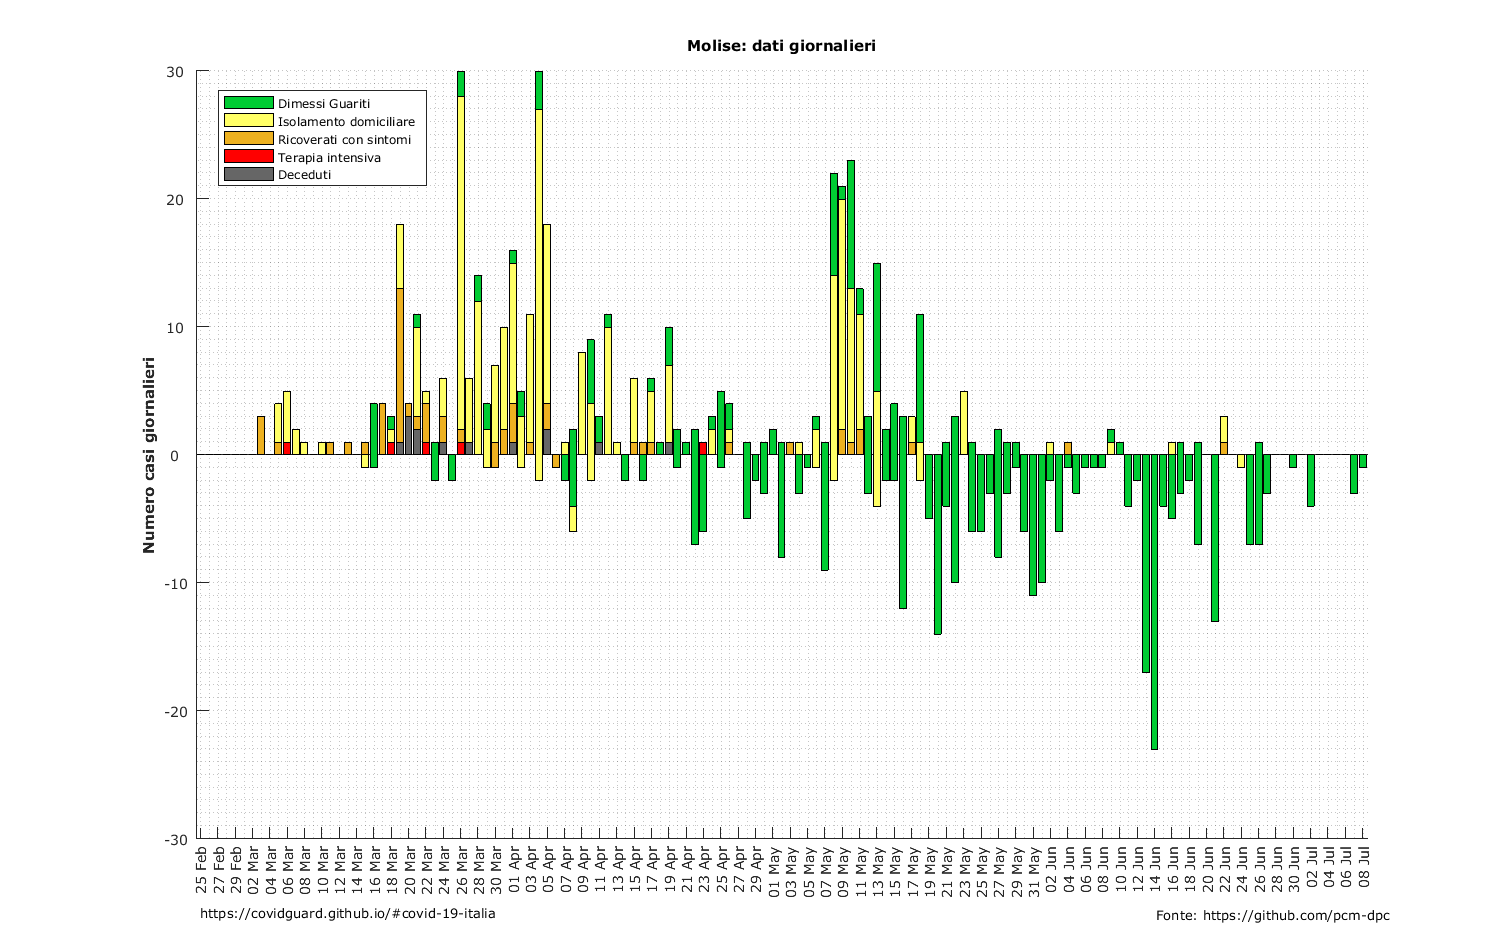 Molise: dati giornalieri
30
20
10
0
-10
-20
-30
Numero casi giornalieri
Dimessi Guariti
Isolamento domiciliare
Ricoverati con sintomi
Terapia intensiva
Deceduti
25 Feb
27 Feb
29 Feb
02 Mar
04 Mar
06 Mar
08 Mar
10 Mar
12 Mar
14 Mar
16 Mar
18 Mar
20 Mar
22 Mar
24 Mar
26 Mar
28 Mar
30 Mar
01 Apr
03 Apr
05 Apr
07 Apr
09 Apr
11 Apr
13 Apr
15 Apr
17 Apr
19 Apr
21 Apr
23 Apr
25 Apr
27 Apr
29 Apr
01 May
03 May
05 May
07 May
09 May
11 May
13 May
15 May
17 May
19 May
21 May
23 May
25 May
27 May
29 May
31 May
02 Jun
04 Jun
06 Jun
08 Jun
10 Jun
12 Jun
14 Jun
16 Jun
18 Jun
20 Jun
22 Jun
24 Jun
26 Jun
28 Jun
30 Jun
02 Jul
04 Jul
06 Jul
08 Jul
https://covidguard.github.io/#covid-19-italia
Fonte: https://github.com/pcm-dpc